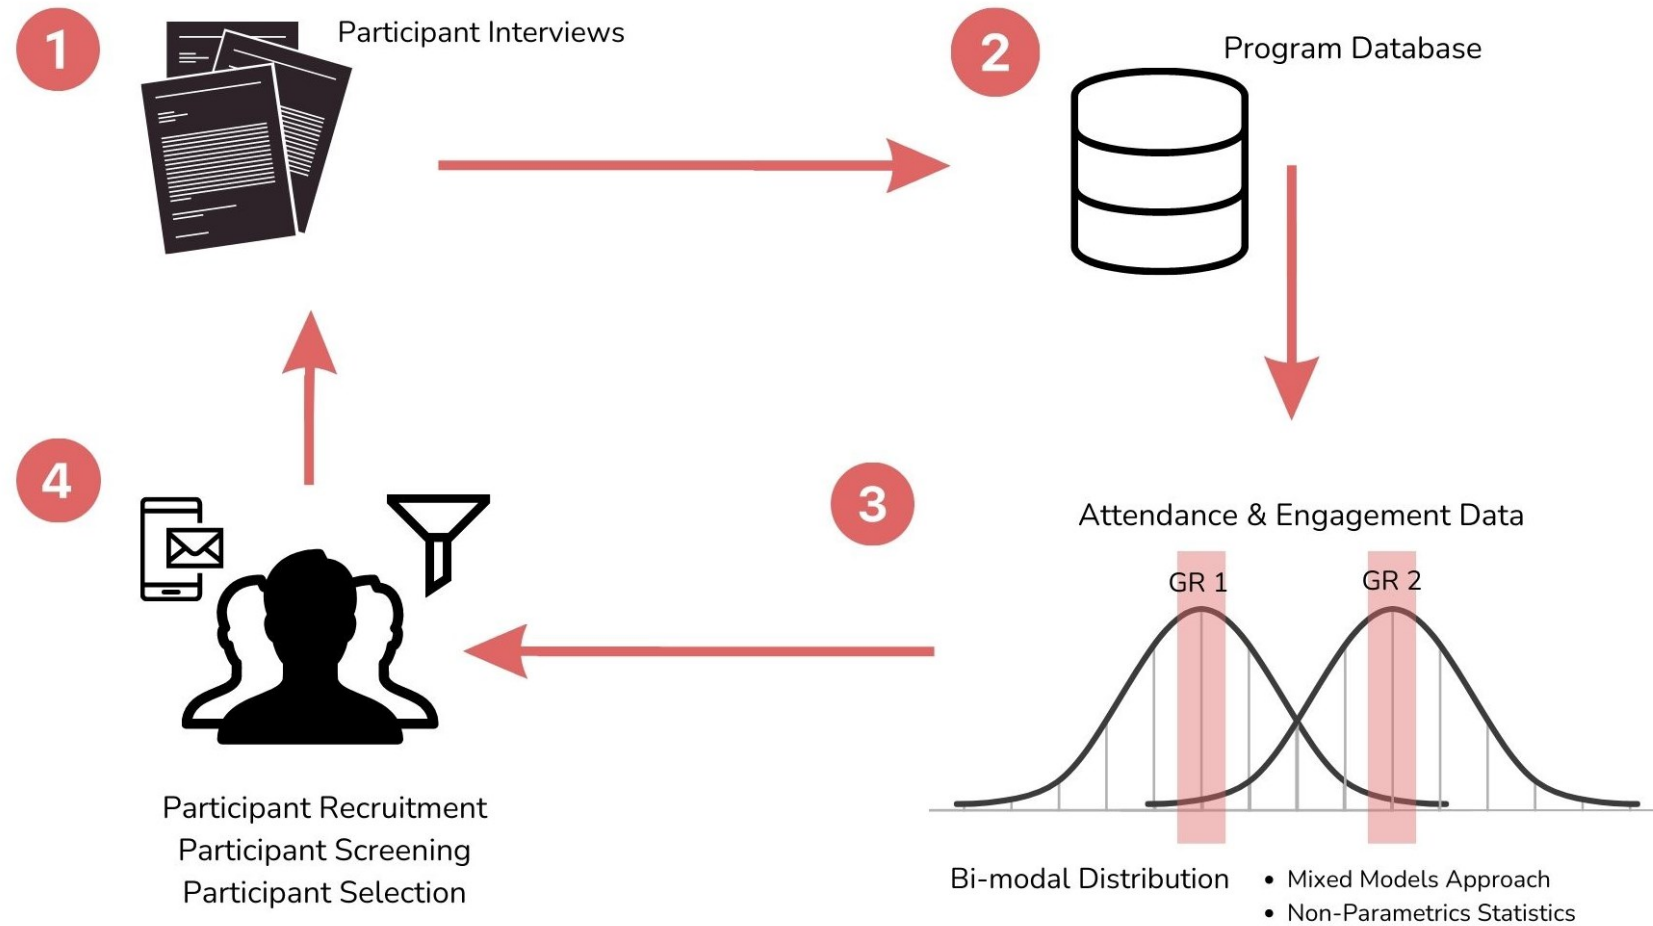 1
Participant Interviews
2
Program Database
3
Attendance & Engagement Data
GR 1
GR 2
Bi-modal Distribution
• Mixed Models Approach
• Non-Parametrics Statistics
4
Participant Recruitment
Participant Screening
Participant Selection